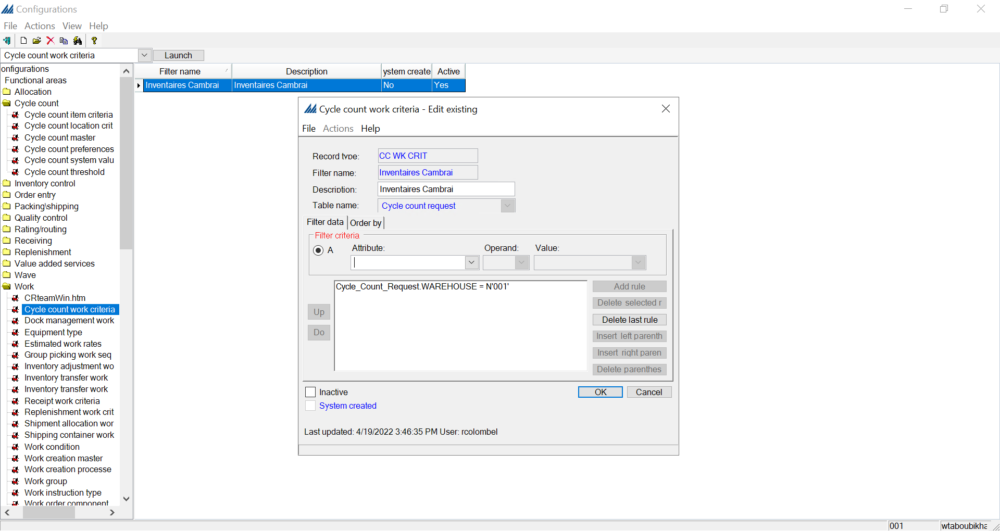 Configurations
File Actions View Help
Cycle count work criteria Launch
onfigurations
Functional areas
Allocation
Cycle count
Cycle count item criteria
Cycle count location crit
Cycle count master
Cycle count preferences
Cycle count system valu
Cycle count threshold
Inventory control
Order entry
Packing\shipping
Quality control
Rating/routing
Receiving
Replenishment
Value added services
Wave
Work
CRteamWin.htm
Cycle count work criteria
Dock management work
Equipment type
Estimated work rates
Group picking work seq
Inventory adjustment wo
Inventory transfer work
Inventory transfer work
Receipt work criteria
Replenishment work crit
Shipment allocation wor
Shipping container work
Work condition
Work creation master
Work creation processe
Work group
Work instruction type
Work order component
Filter name Description ystem create Active
Inventaires Cambrai Inventaires Cambrai No Yes
Cycle count work criteria - Edit existing
File Actions Help
Record type: CC WK CRIT
Filter name: Inventaires Cambrai
Description: Inventaires Cambrai
Table name: Cycle count request
Filter data Order by
Filter criteria
A Attribute: Operand: Value:
Cycle_Count_Request.WAREHOUSE = N'001'
Up
Do
Add rule
Delete selected r
Delete last rule
Insert left parenth
Insert right paren
Delete parenthes
Inactive
System created
OK Cancel
Last updated: 4/19/2022 3:46:35 PM User: rcolombel
001 wtaboubikha